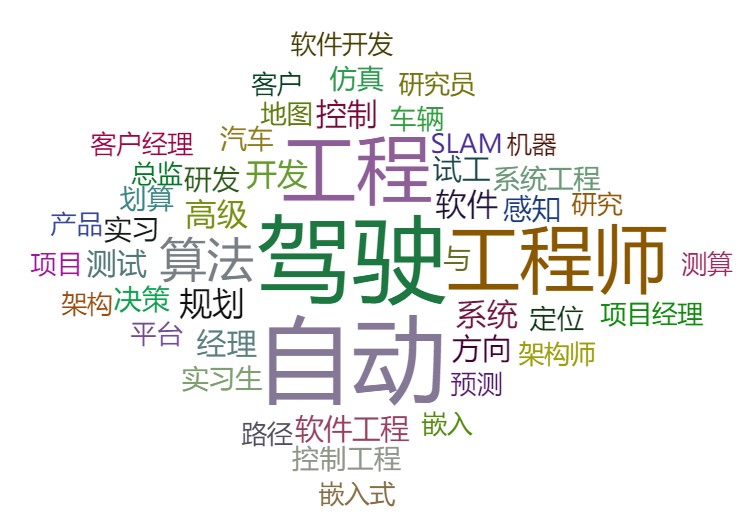 软件开发
客户
仿真
研究员
地图
控制
车辆
客户经理
汽车
工程
SLAM
机器
总监
研发
开发
试工
系统工程
划算
高级
软件
感知
研究
产品
实习
驾驶
与
工程师
项目
测试
算法
测算
架构
决策
规划
自动
系统
定位
项目经理
平台
经理
方向
架构师
实习生
预测
路径
软件工程
嵌入
控制工程
嵌入式